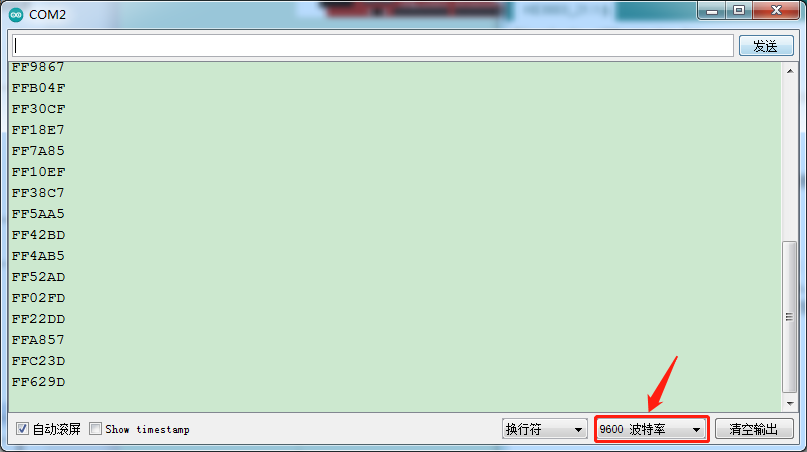 COM2
发送
FF9867
FFB04F
FF30CF
FF18E7
FF7A85
FF10EF
FF38C7
FF5AA5
FF42BD
FF4AB5
FF52AD
FF02FD
FF22DD
FFA857
FFC23D
FF629D
自动滚屏 Show timestamp 换行符 9600 波特率 清空输出